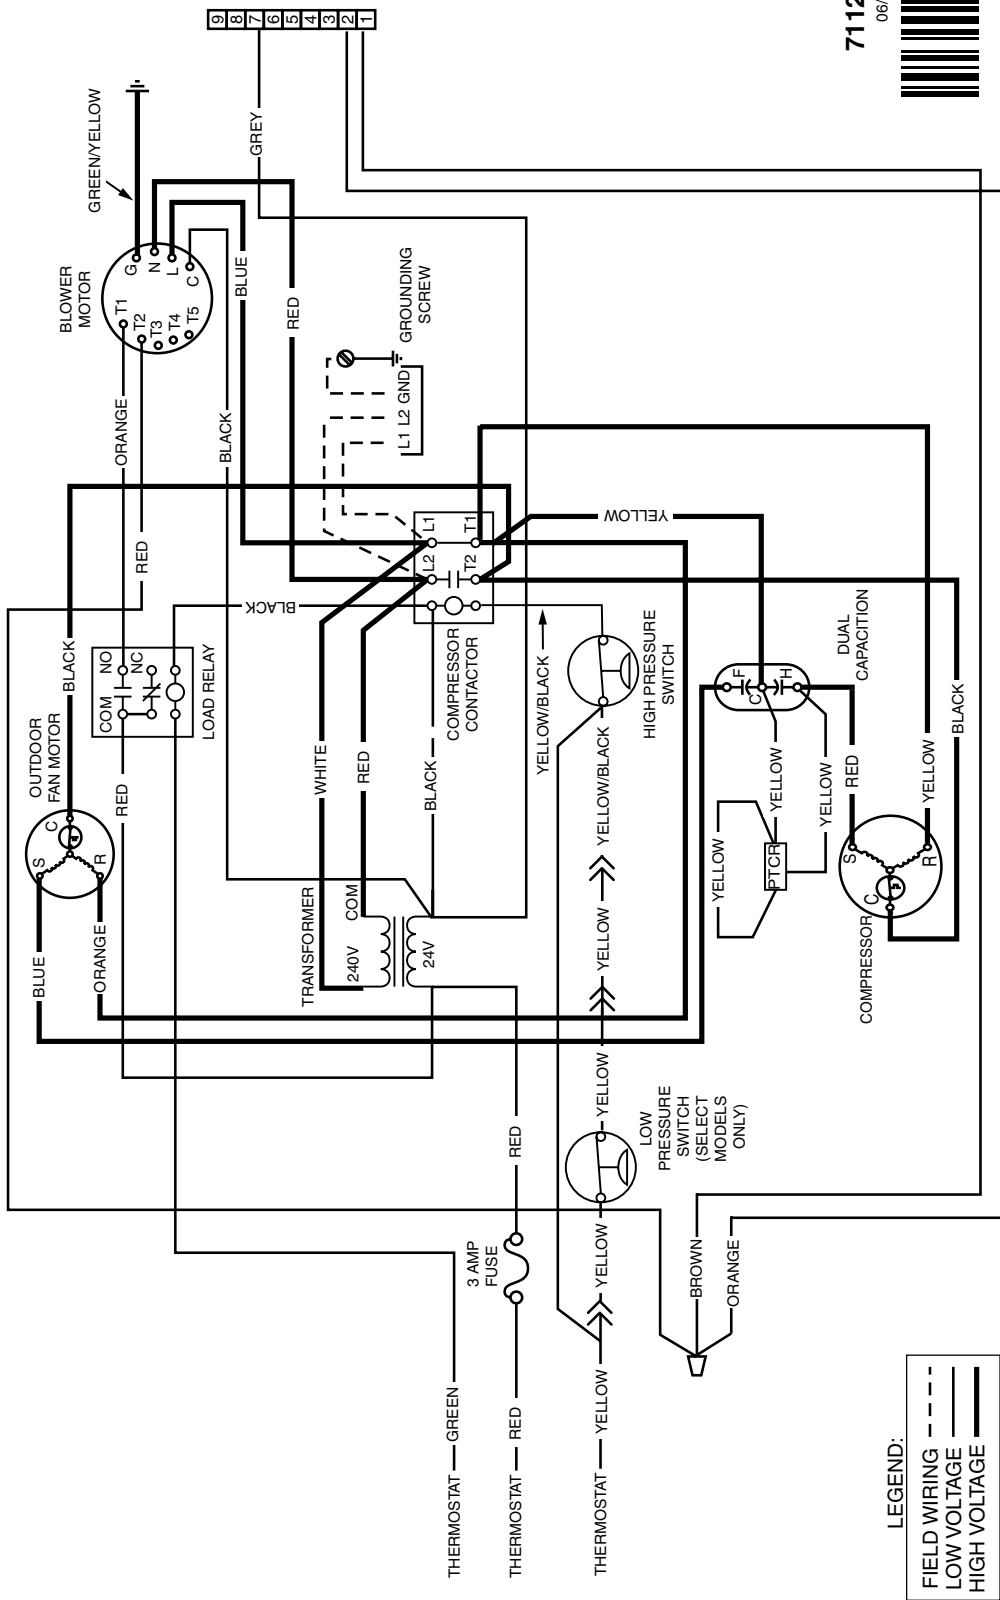 9
8
7
6
5
4
3
2
1
7112
06/
GREY
GREEN/YELLOW
BLOWER
MOTOR
G
N
L
C
T1
T2
T3
T4
T5
BLUE
RED
GROUNDING
SCREW
L1 L2 GND
ORANGE
BLACK
RED
L1
L2
T1
T2
YELLOW
BLACK
COMPRESSOR
CONTACTOR
YELLOW/BLACK
HIGH PRESSURE
SWITCH
DUAL
CAPACITION
F
C
H
BLACK
OUTDOOR
FAN MOTOR
C
S
R
COM
NO
NC
LOAD RELAY
RED
WHITE
RED
BLACK
YELLOW/BLACK
YELLOW
YELLOW
YELLOW
RED
YELLOW
BLACK
PTCR
S
R
C
COMPRESSOR
BLUE
ORANGE
TRANSFORMER
240V
COM
24V
YELLOW
YELLOW
LOW
PRESSURE
SWITCH
(SELECT
MODELS
ONLY)
RED
3 AMP
FUSE
YELLOW
BROWN
ORANGE
THERMOSTAT
GREEN
THERMOSTAT
RED
THERMOSTAT
YELLOW
LEGEND:
FIELD WIRING
LOW VOLTAGE
HIGH VOLTAGE